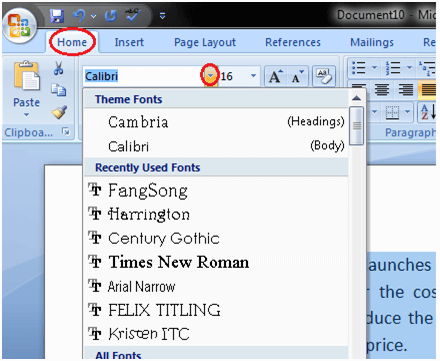 Document10 - Mic
Home Insert Page Layout References Mailings Re
Paste
Calibri 16
Clipboa...
Paragraph
Theme Fonts
Cambria (Headings)
Calibri (Body)
Recently Used Fonts
FangSong
Harrington
Century Gothic
Times New Roman
Arial Narrow
FELIX TITLING
Kristen ITC
All Fonts
aunches
r the cos
duce the
price.